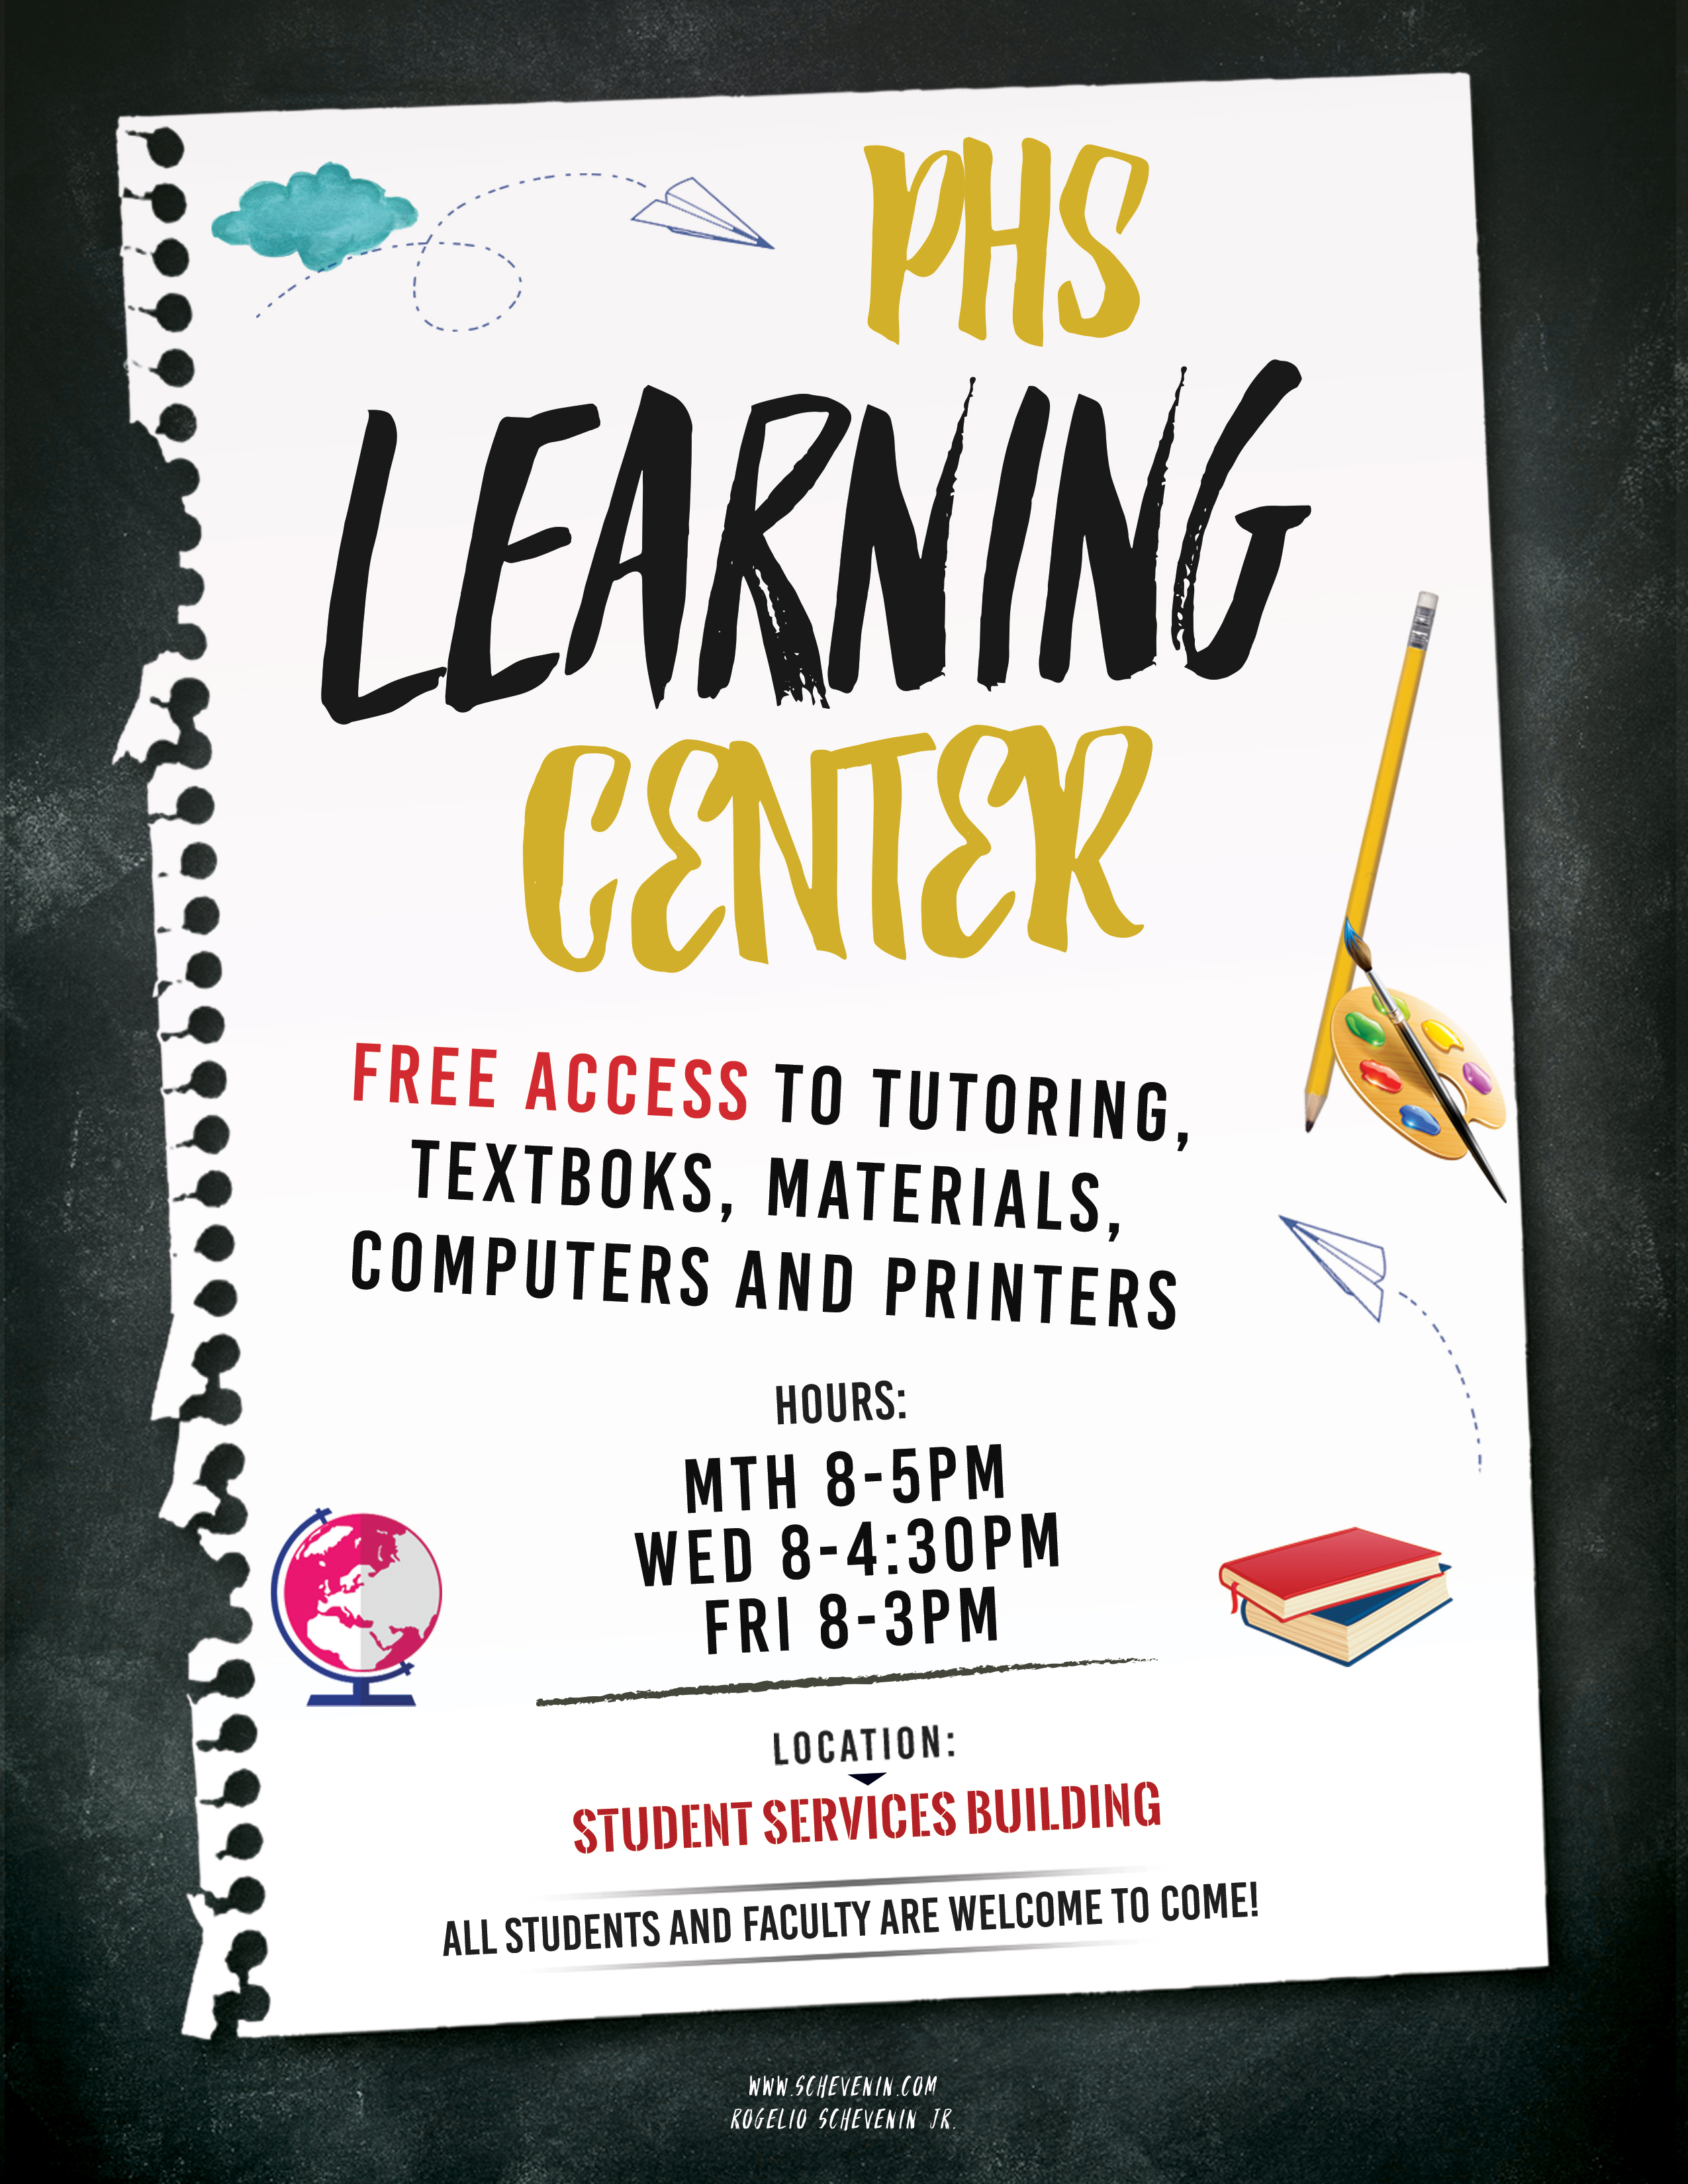 PHS
LEARNING
CENTER
FREE ACCESS TO TUTORING,
TEXTBOKS, MATERIALS,
COMPUTERS AND PRINTERS
HOURS:
MTH 8-5PM
WED 8-4:30PM
FRI 8-3PM
LOCATION:
STUDENT SERVICES BUILDING
ALL STUDENTS AND FACULTY ARE WELCOME TO COME!
WWW.SCHEVENIN.COM
ROGELIO SCHEVENIN JR.